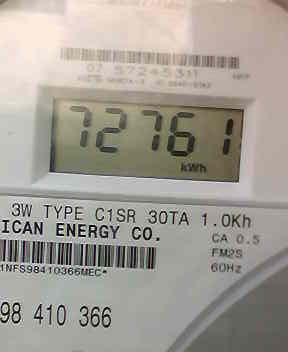 02 57245311
72761
kWh
3W TYPE C1SR 30TA 1.0Kh
ICAN ENERGY CO.
CA 0.5
FM2S
1NFS98410366MEC*
60Hz
98 410 366